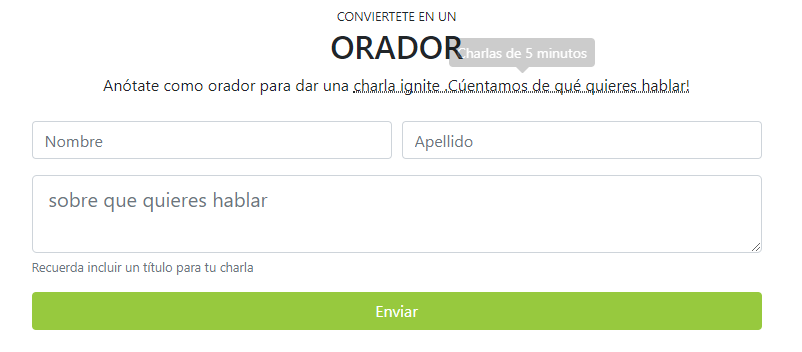 CONVIERTETE EN UN
ORADOR
Charlas de 5 minutos
Anótate como orador para dar una charla ignite .Cúentamos de qué quieres hablar!
Nombre
Apellido
sobre que quieres hablar
Recuerda incluir un título para tu charla
Enviar